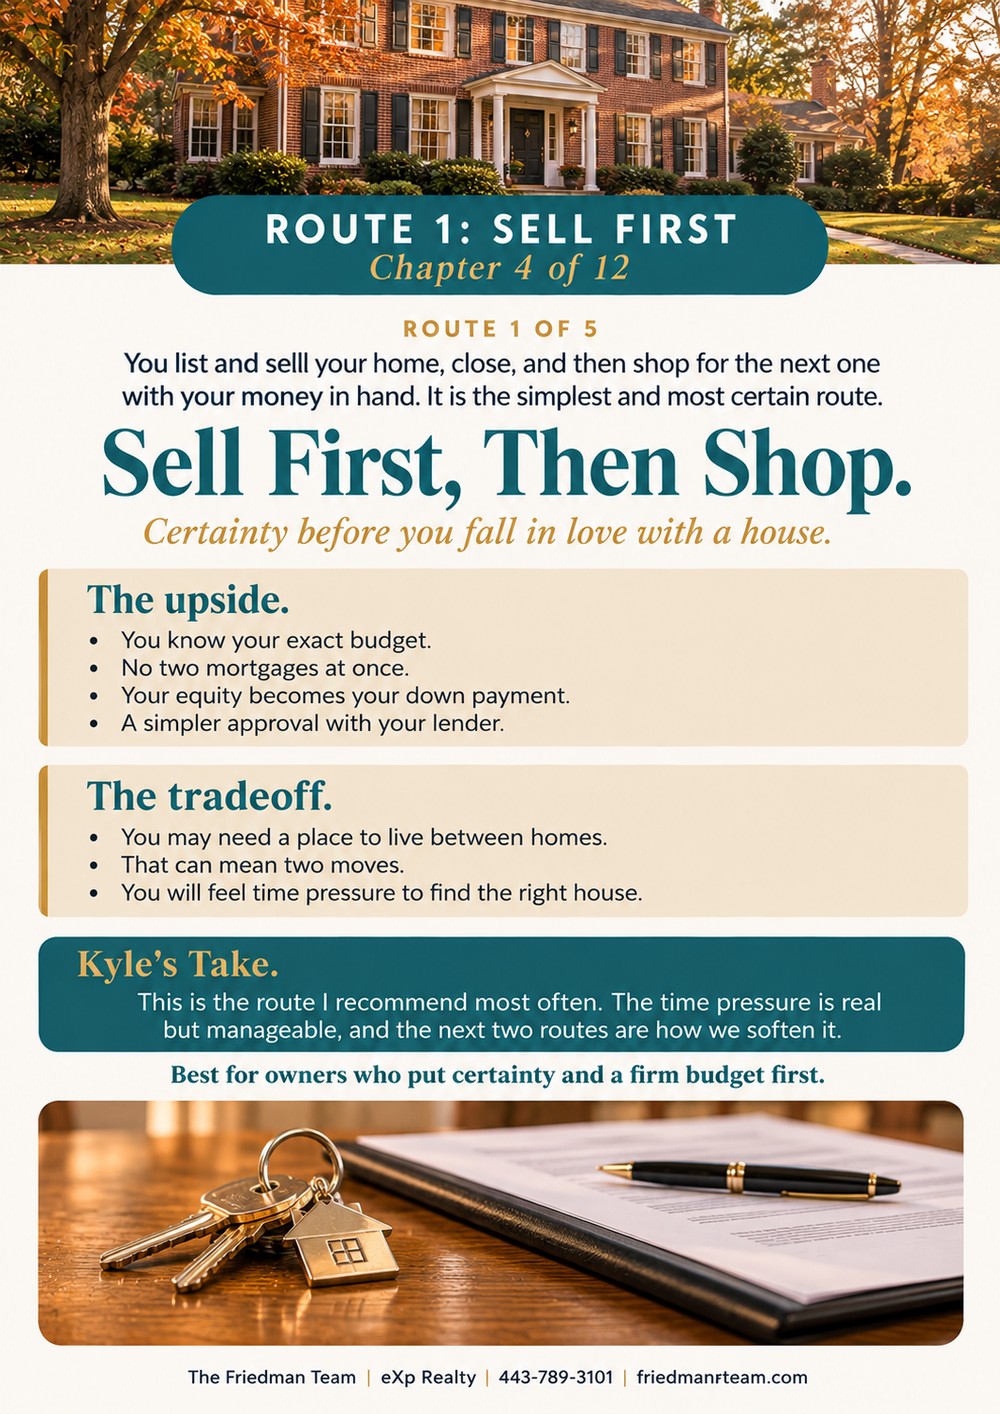 ROUTE 1: SELL FIRST
Chapter 4 of 12
ROUTE 1 OF 5
You list and selll your home, close, and then shop for the next one
with your money in hand. It is the simplest and most certain route.
Sell First, Then Shop.
Certainty before you fall in love with a house.
The upside.
• You know your exact budget.
• No two mortgages at once.
• Your equity becomes your down payment.
• A simpler approval with your lender.
The tradeoff.
• You may need a place to live between homes.
• That can mean two moves.
• You will feel time pressure to find the right house.
Kyle's Take.
This is the route I recommend most often. The time pressure is real
but manageable, and the next two routes are how we soften it.
Best for owners who put certainty and a firm budget first.
The Friedman Team | eXp Realty | 443-789-3101